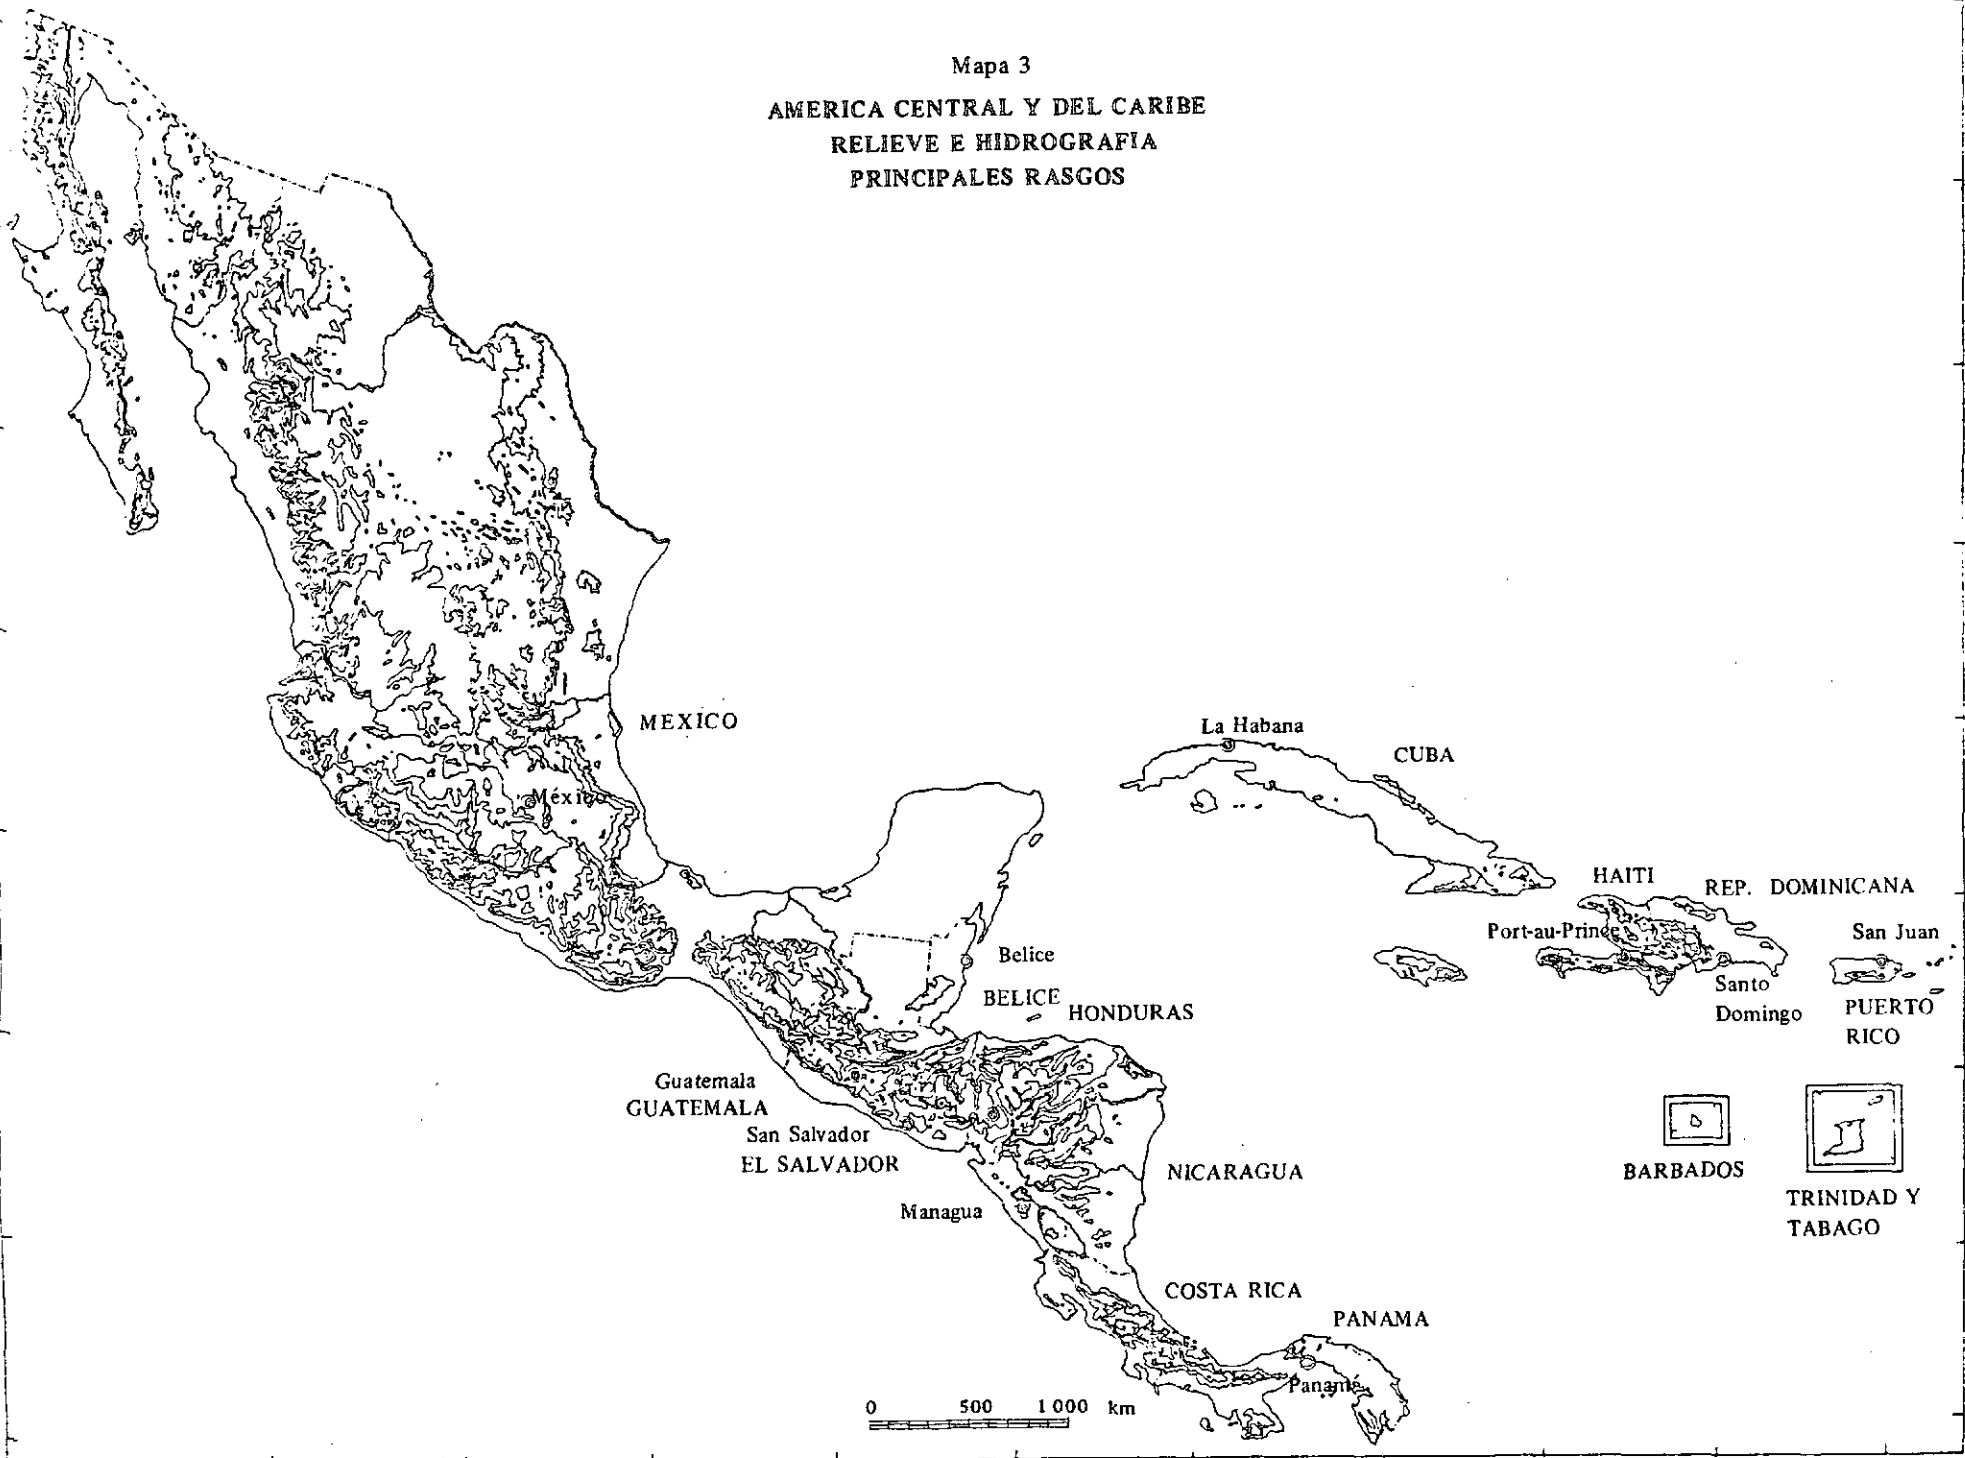 Mapa 3
AMERICA CENTRAL Y DEL CARIBE
RELIEVE E HIDROGRAFIA
PRINCIPALES RASGOS
MEXICO
México
La Habana
CUBA
HAITI
REP. DOMINICANA
Port-au-Prince
San Juan
Santo
Domingo
PUERTO
RICO
Belice
BELICE
HONDURAS
Guatemala
GUATEMALA
San Salvador
EL SALVADOR
NICARAGUA
Managua
BARBADOS
TRINIDAD Y
TABAGO
COSTA RICA
PANAMA
Panamá
0 500 1 000 km